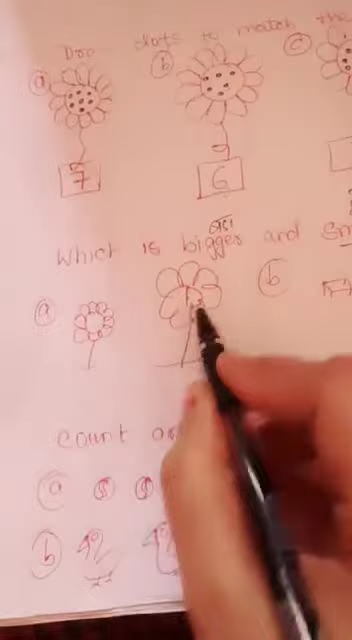 Draw dots to match the
a b c
7 6
बड़ा
Which is bigger and Sm
a b
Count
a
b